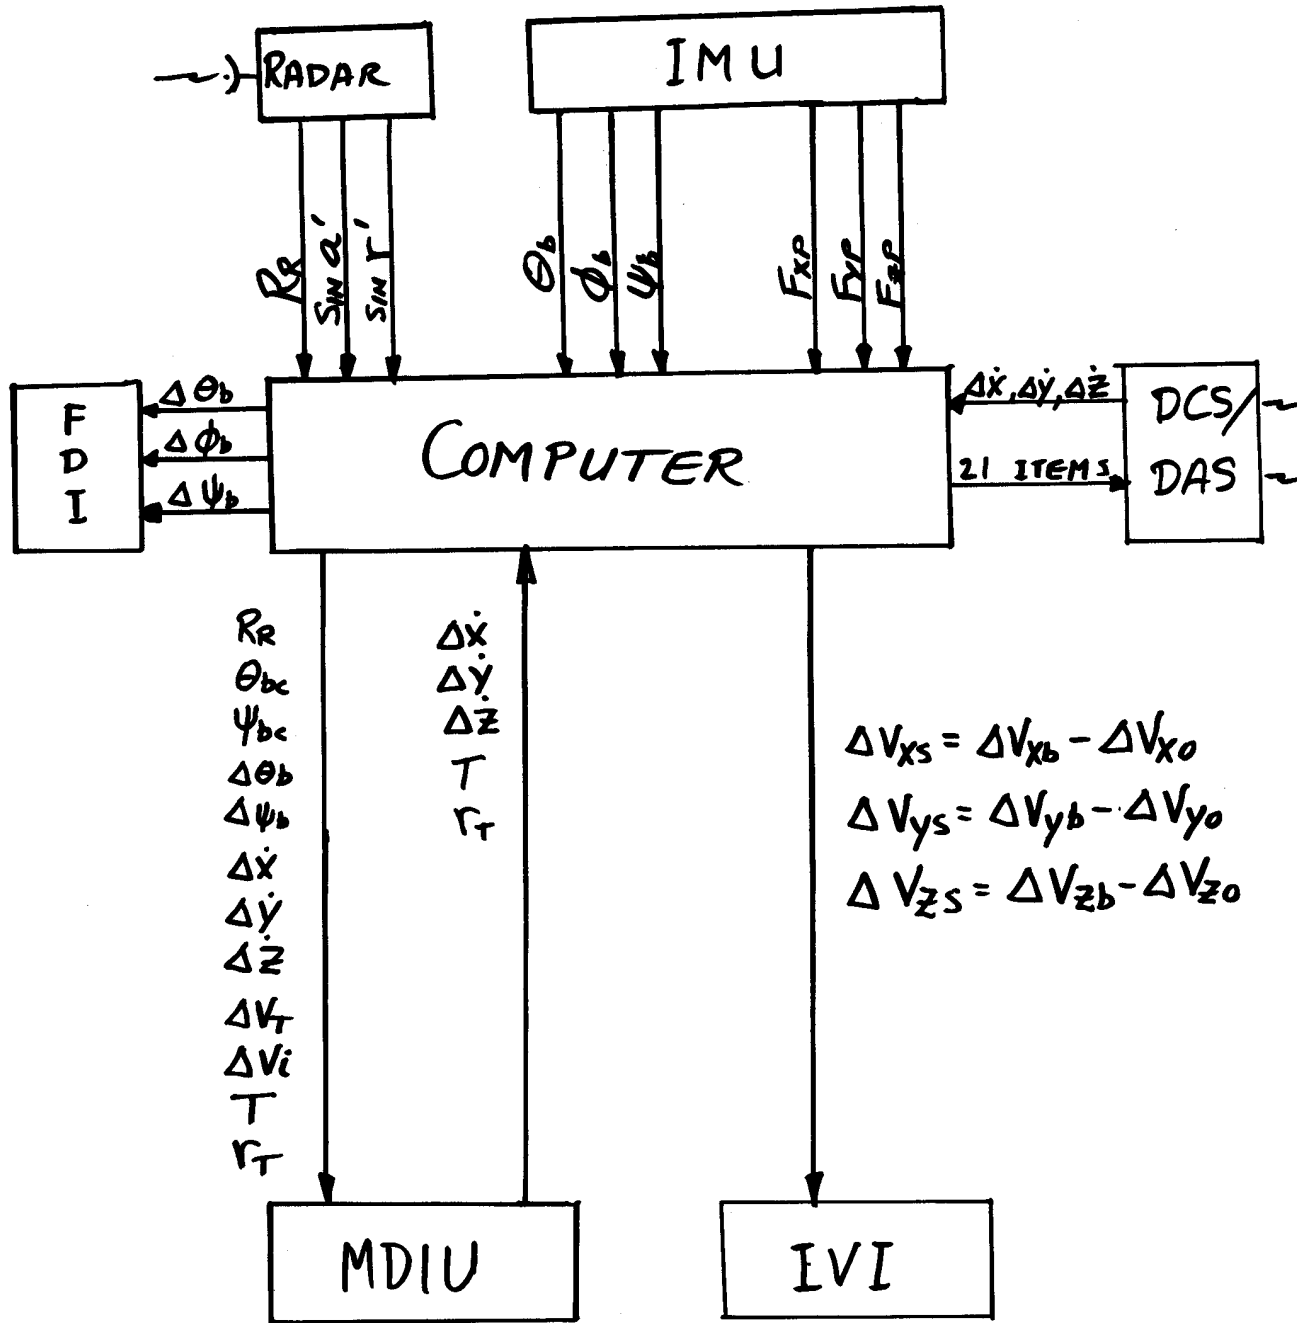 RADAR
IMU
R_R
SIN a'
SIN r'
θ_b
φ_b
ψ_b
F_XP
F_YP
F_ZP
F
D
I
Δθ_b
Δφ_b
Δψ_b
COMPUTER
Δẋ, Δẏ, Δż
21 ITEMS
DCS/
DAS
R_R
θ_bc
ψ_bc
Δθ_b
Δψ_b
Δẋ
Δẏ
Δż
ΔV_T
ΔVi
T
r_T
Δẋ
Δẏ
Δż
T
r_T
ΔV_xs = ΔV_xb - ΔV_xo
ΔV_ys = ΔV_yb - ΔV_yo
ΔV_zs = ΔV_zb - ΔV_zo
MDIU
IVI